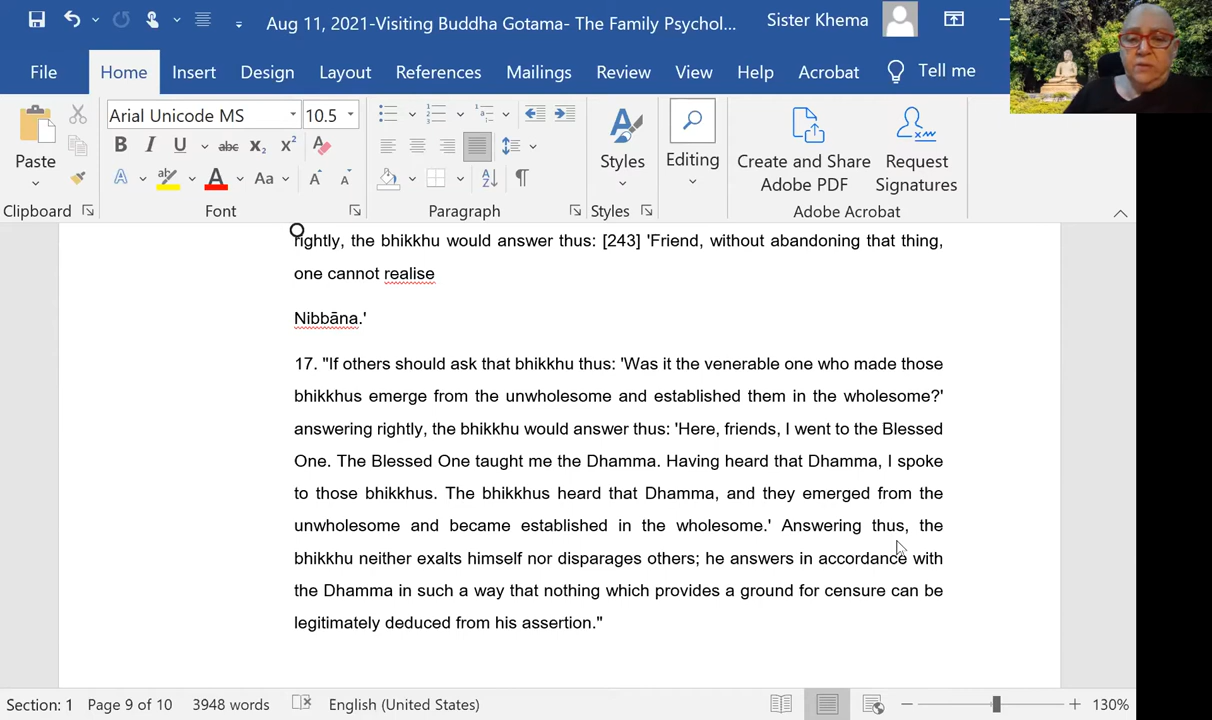 Aug 11, 2021-Visiting Buddha Gotama- The Family Psychol...
Sister Khema
File Home Insert Design Layout References Mailings Review View Help Acrobat Tell me
Arial Unicode MS 10.5
Paste
B I U abc x2 x2
A A Aa A A
Styles
Editing
Create and Share Adobe PDF
Request Signatures
Clipboard Font Paragraph Styles Adobe Acrobat
rightly, the bhikkhu would answer thus: [243] 'Friend, without abandoning that thing,
one cannot realise
Nibbāna.'
17. "If others should ask that bhikkhu thus: 'Was it the venerable one who made those
bhikkhus emerge from the unwholesome and established them in the wholesome?'
answering rightly, the bhikkhu would answer thus: 'Here, friends, I went to the Blessed
One. The Blessed One taught me the Dhamma. Having heard that Dhamma, I spoke
to those bhikkhus. The bhikkhus heard that Dhamma, and they emerged from the
unwholesome and became established in the wholesome.' Answering thus, the
bhikkhu neither exalts himself nor disparages others; he answers in accordance with
the Dhamma in such a way that nothing which provides a ground for censure can be
legitimately deduced from his assertion."
Section: 1 Page 9 of 10 3948 words English (United States) 130%